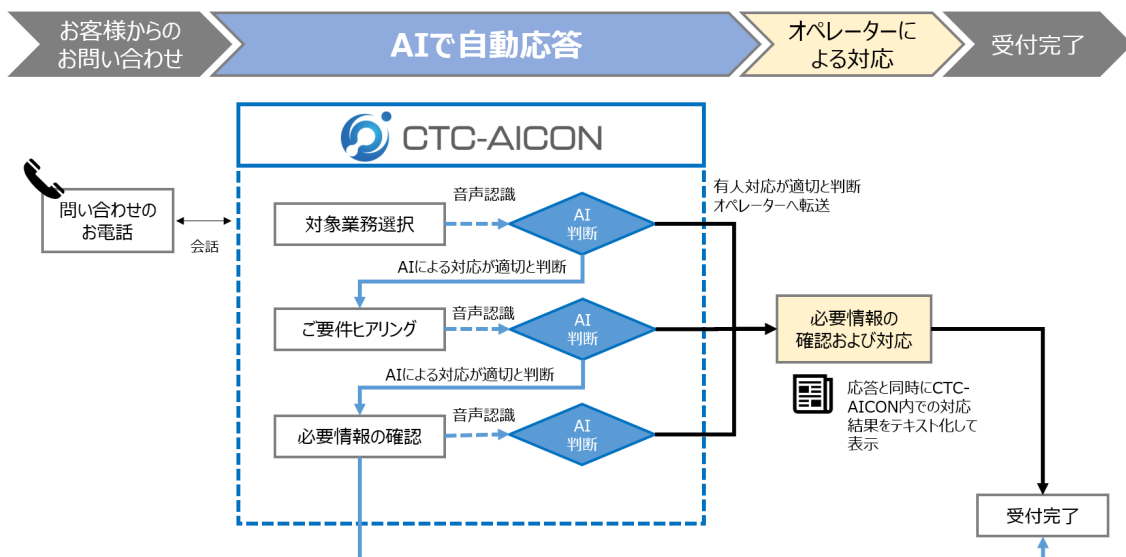 お客様からの
お問い合わせ
AIで自動応答
オペレーターに
よる対応
受付完了
CTC-AICON
問い合わせの
お電話
会話
対象業務選択
音声認識
AI
判断
有人対応が適切と判断
オペレーターへ転送
AIによる対応が適切と判断
ご要件ヒアリング
音声認識
AI
判断
必要情報の
確認および対応
AIによる対応が適切と判断
応答と同時にCTC-
AICON内での対応
結果をテキスト化して
表示
必要情報の確認
音声認識
AI
判断
受付完了